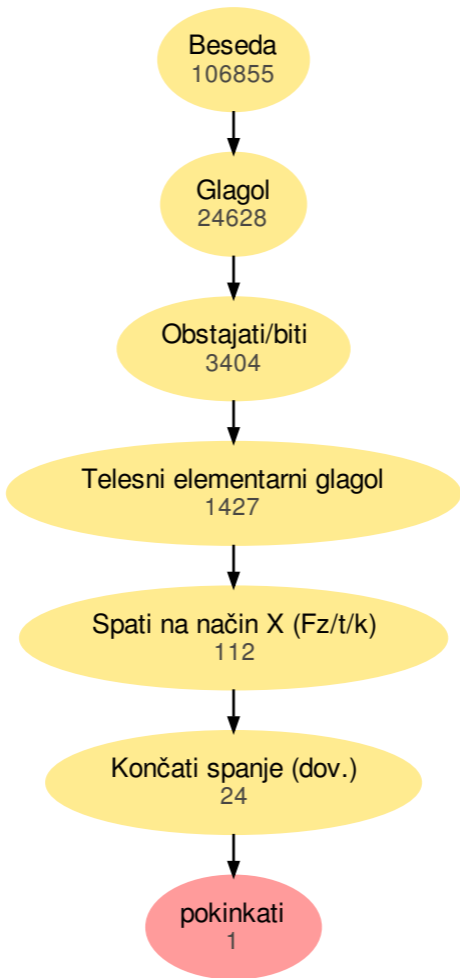 Beseda
106855
Glagol
24628
Obstajati/biti
3404
Telesni elementarni glagol
1427
Spati na način X (Fz/t/k)
112
Končati spanje (dov.)
24
pokinkati
1